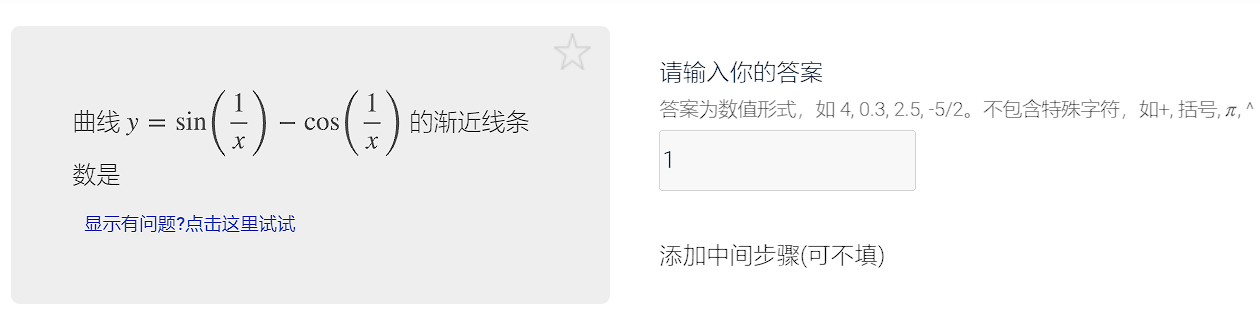 曲线 y = sin(1/x) − cos(1/x) 的渐近线条
数是
显示有问题?点击这里试试
请输入你的答案
答案为数值形式，如 4, 0.3, 2.5, -5/2。不包含特殊字符，如+, 括号, π, ^
1
添加中间步骤(可不填)